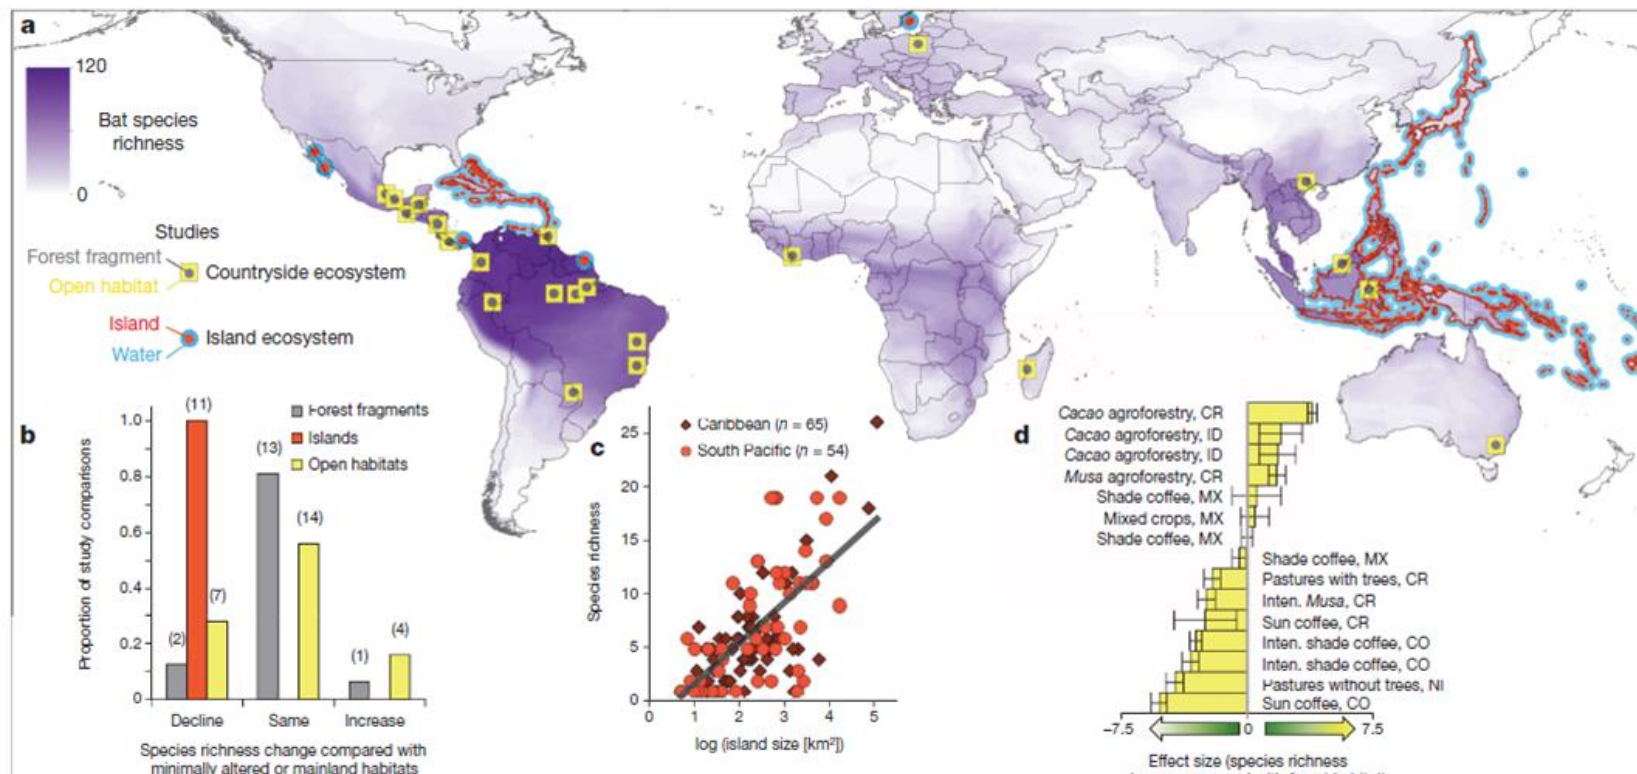 a
120
Bat species
richness
0
Studies
Forest fragment
Open habitat
Countryside ecosystem
Island
Water
Island ecosystem
b
Proportion of study comparisons
1.0
0.8
0.6
0.4
0.2
0
(11)
(13)
(14)
(7)
(2)
(1)
(4)
Forest fragments
Islands
Open habitats
Decline
Same
Increase
Species richness change compared with
minimally altered or mainland habitats
c
Species richness
25
20
15
10
5
0
Caribbean (n = 65)
South Pacific (n = 54)
0 1 2 3 4 5
log (island size [km²])
d
Cacao agroforestry, CR
Cacao agroforestry, ID
Cacao agroforestry, ID
Musa agroforestry, CR
Shade coffee, MX
Mixed crops, MX
Shade coffee, MX
Shade coffee, MX
Pastures with trees, CR
Inten. Musa, CR
Sun coffee, CR
Inten. shade coffee, CO
Inten. shade coffee, CO
Pastures without trees, NI
Sun coffee, CO
−7.5 0 7.5
Effect size (species richness